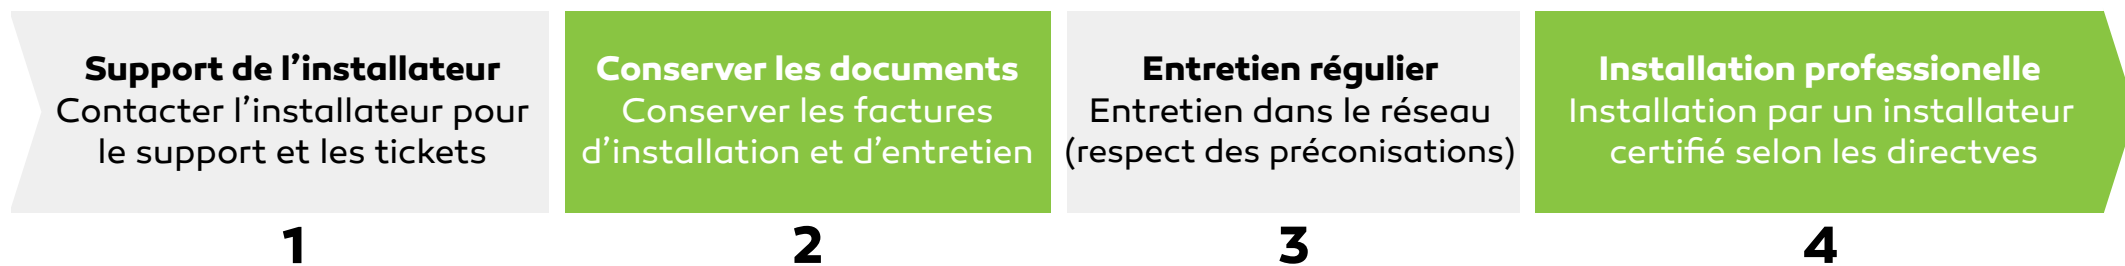 Support de l’installateur
Contacter l’installateur pour
le support et les tickets
1
Conserver les documents
Conserver les factures
d’installation et d’entretien
2
Entretien régulier
Entretien dans le réseau
(respect des préconisations)
3
Installation professionelle
Installation par un installateur
certifié selon les directves
4